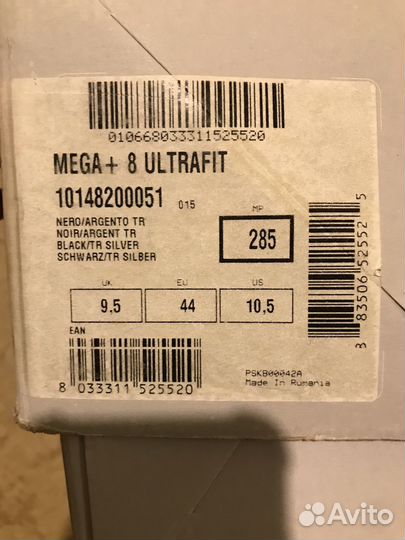 010668033311525520
MEGA+ 8 ULTRAFIT
10148200051 015
NERO/ARGENTO TR
NOIR/ARGENT TR
BLACK/TR SILVER
SCHWARZ/TR SILBER
MP
285
UK EU US
9,5 44 10,5
EAN
8 033311 525520
PSKB00042A
Made In Rumania
3 83506 52552 5
Avito